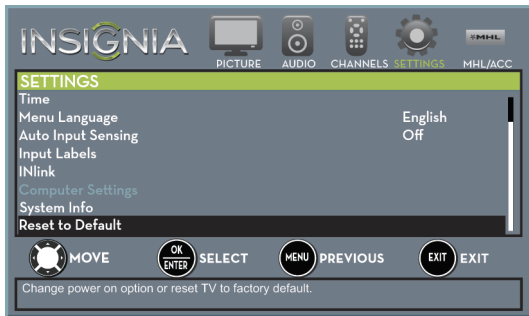 INSIGNIA
PICTURE AUDIO CHANNELS SETTINGS MHL/ACC
MHL
SETTINGS
Time
Menu Language English
Auto Input Sensing Off
Input Labels
INlink
Computer Settings
System Info
Reset to Default
MOVE OK ENTER SELECT MENU PREVIOUS EXIT EXIT
Change power on option or reset TV to factory default.